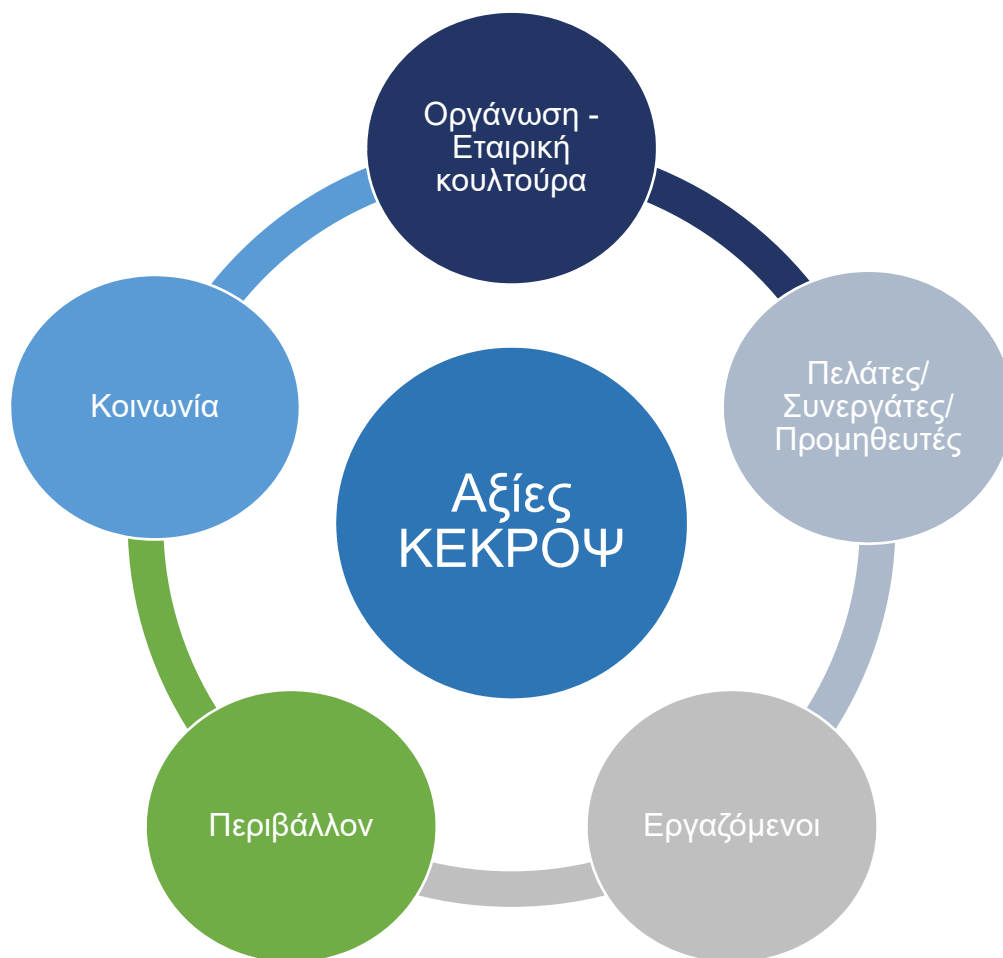 Οργάνωση -
Εταιρική
κουλτούρα
Πελάτες/
Συνεργάτες/
Προμηθευτές
Εργαζόμενοι
Περιβάλλον
Κοινωνία
Αξίες
ΚΕΚΡΟΨ